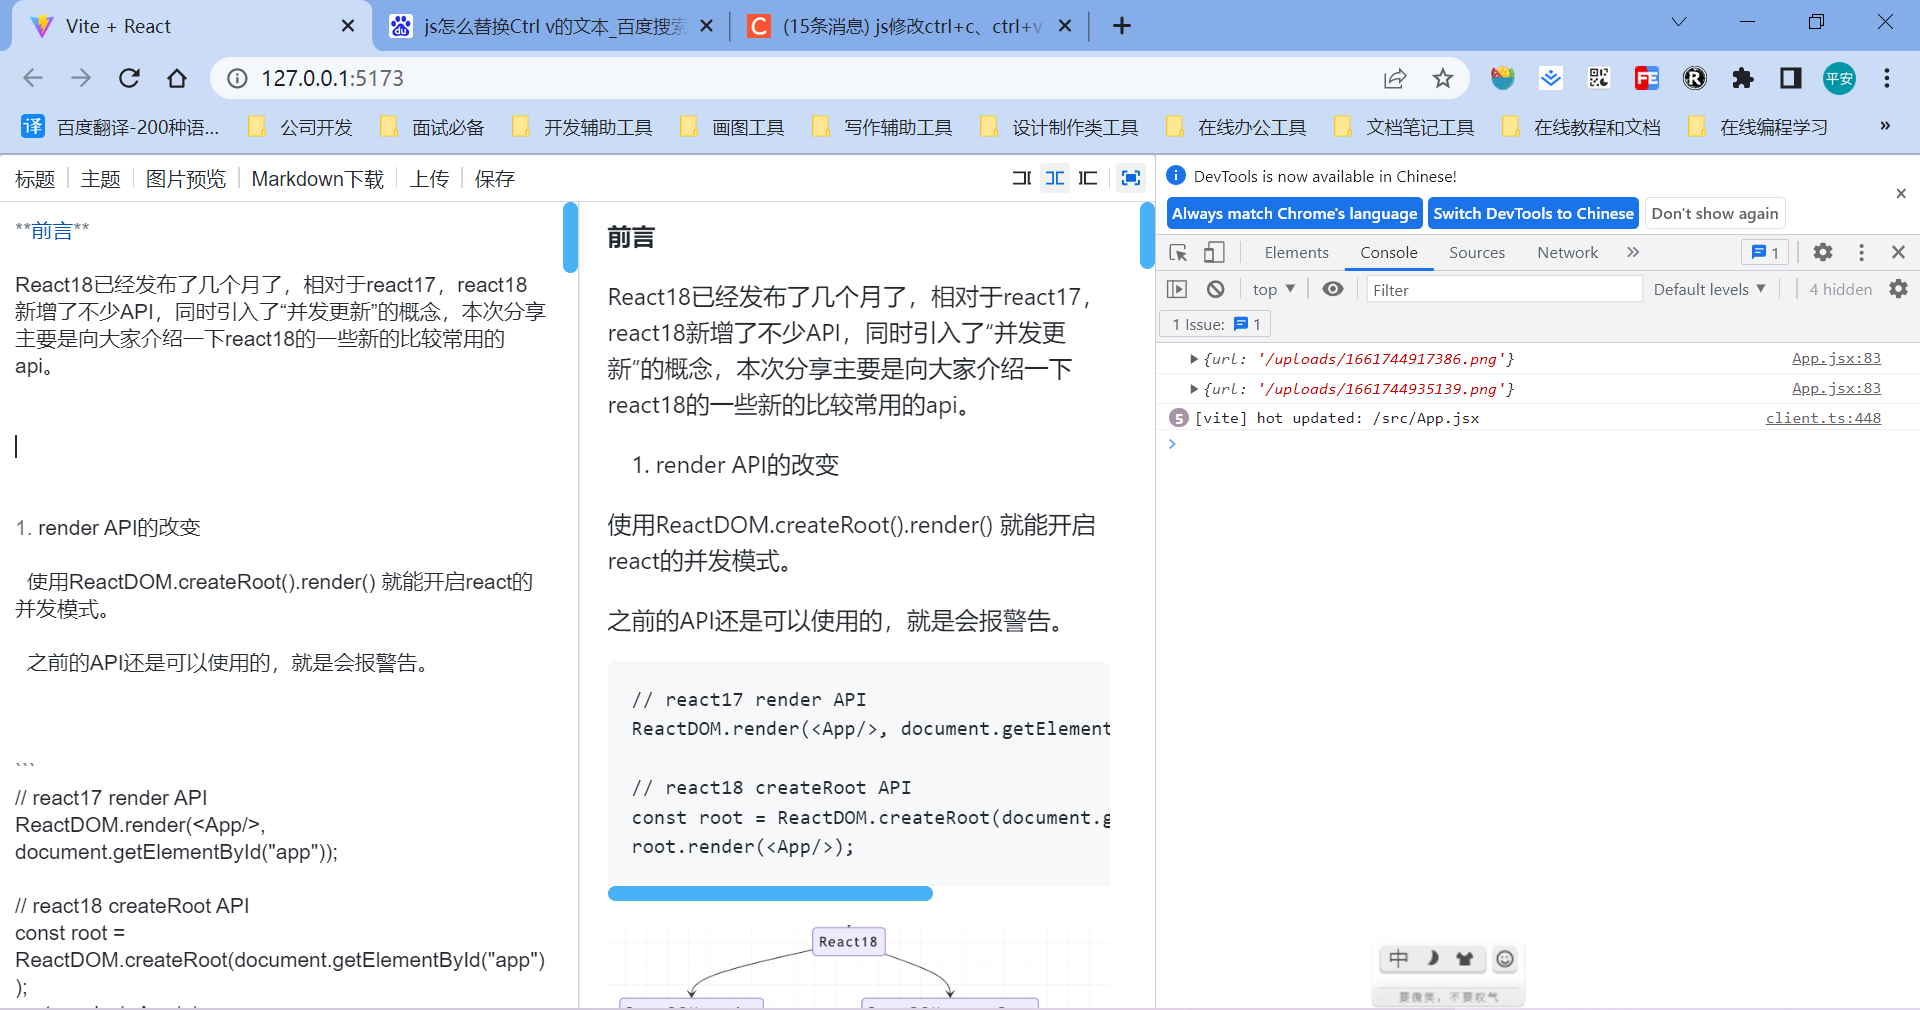 Vite + React
js怎么替换Ctrl v的文本_百度搜索
(15条消息) js修改ctrl+c、ctrl+v
127.0.0.1:5173
平安
译 百度翻译-200种语...
公司开发
面试必备
开发辅助工具
画图工具
写作辅助工具
设计制作类工具
在线办公工具
文档笔记工具
在线教程和文档
在线编程学习
»
标题 主题 图片预览 Markdown下载 上传 保存
**前言**
React18已经发布了几个月了，相对于react17，react18
新增了不少API，同时引入了“并发更新”的概念，本次分享
主要是向大家介绍一下react18的一些新的比较常用的
api。
1. render API的改变
使用ReactDOM.createRoot().render() 就能开启react的
并发模式。
之前的API还是可以使用的，就是会报警告。
```
// react17 render API
ReactDOM.render(<App/>,
document.getElementById("app"));
// react18 createRoot API
const root =
ReactDOM.createRoot(document.getElementById("app")
);
前言
React18已经发布了几个月了，相对于react17，
react18新增了不少API，同时引入了“并发更
新”的概念，本次分享主要是向大家介绍一下
react18的一些新的比较常用的api。
1. render API的改变
使用ReactDOM.createRoot().render() 就能开启
react的并发模式。
之前的API还是可以使用的，就是会报警告。
// react17 render API
ReactDOM.render(<App/>, document.getElement
// react18 createRoot API
const root = ReactDOM.createRoot(document.g
root.render(<App/>);
React18
DevTools is now available in Chinese!
Always match Chrome's language Switch DevTools to Chinese Don't show again
Elements Console Sources Network » 1
top Filter Default levels 4 hidden
1 Issue: 1
{url: '/uploads/1661744917386.png'} App.jsx:83
{url: '/uploads/1661744935139.png'} App.jsx:83
5 [vite] hot updated: /src/App.jsx client.ts:448
中
要微笑，不要叹气